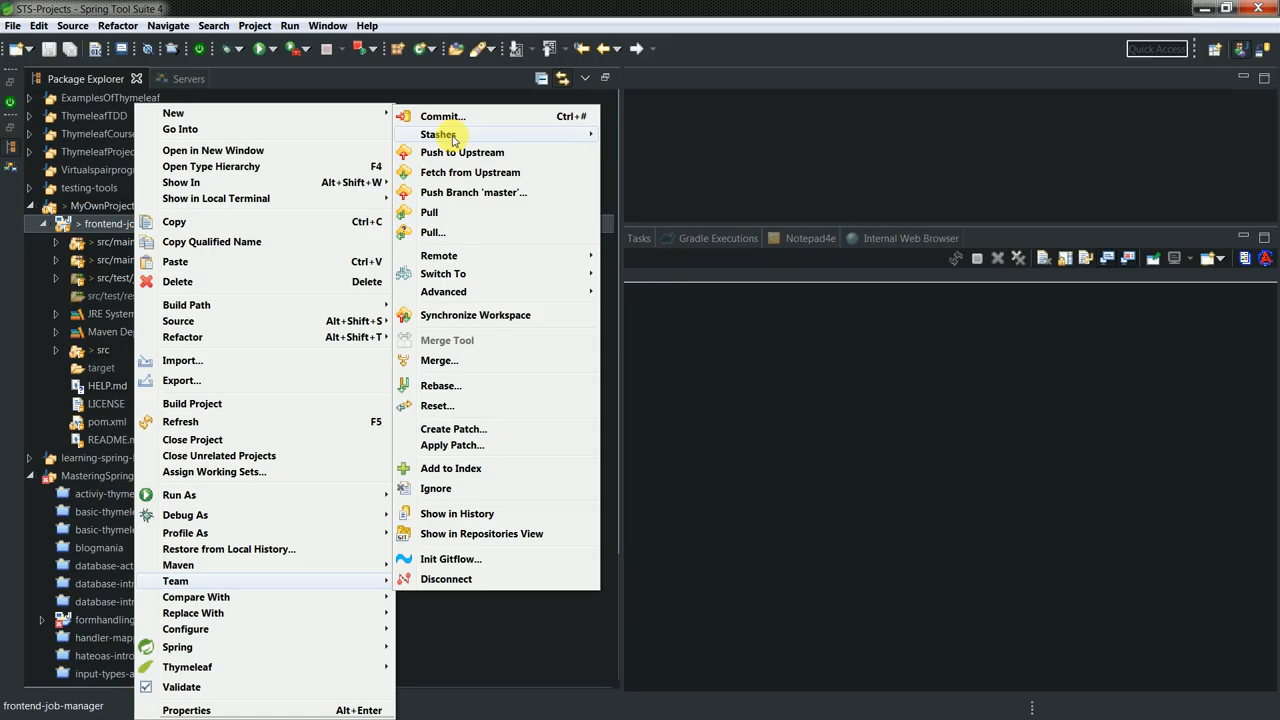 STS-Projects - Spring Tool Suite 4
File Edit Source Refactor Navigate Search Project Run Window Help
Quick Access
Package Explorer Servers
ExamplesOfThymeleaf
ThymeleafTDD
ThymeleafCourse
ThymeleafProjec
Virtualspairprogr
testing-tools
> MyOwnProject
> frontend-jo
> src/main
> src/main
> src/test/
src/test/res
JRE System
Maven Dep
> src
target
HELP.md
LICENSE
pom.xml
README.m
learning-spring-
MasteringSpring
activiy-thyme
basic-thymele
basic-thymele
blogmania
database-act
database-intr
database-intr
formhandling
handler-mapp
hateoas-intro
input-types-a
New
Go Into
Open in New Window
Open Type Hierarchy F4
Show In Alt+Shift+W
Show in Local Terminal
Copy Ctrl+C
Copy Qualified Name
Paste Ctrl+V
Delete Delete
Build Path
Source Alt+Shift+S
Refactor Alt+Shift+T
Import...
Export...
Build Project
Refresh F5
Close Project
Close Unrelated Projects
Assign Working Sets...
Run As
Debug As
Profile As
Restore from Local History...
Maven
Team
Compare With
Replace With
Configure
Spring
Thymeleaf
Validate
Properties Alt+Enter
Commit... Ctrl+#
Stashes
Push to Upstream
Fetch from Upstream
Push Branch 'master'...
Pull
Pull...
Remote
Switch To
Advanced
Synchronize Workspace
Merge Tool
Merge...
Rebase...
Reset...
Create Patch...
Apply Patch...
Add to Index
Ignore
Show in History
Show in Repositories View
Init Gitflow...
Disconnect
Tasks Gradle Executions Notepad4e Internal Web Browser
frontend-job-manager